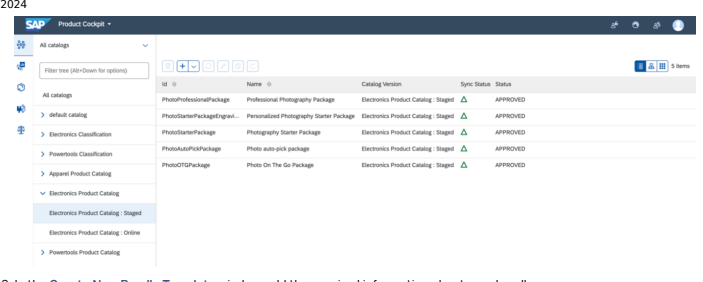 2024
SAP Product Cockpit
All catalogs
Filter tree (Alt+Down for options)
All catalogs
default catalog
Electronics Classification
Powertools Classification
Apparel Product Catalog
Electronics Product Catalog
Electronics Product Catalog : Staged
Electronics Product Catalog : Online
Powertools Product Catalog
5 items
Id Name Catalog Version Sync Status Status
PhotoProfessionalPackage Professional Photography Package Electronics Product Catalog : Staged APPROVED
PhotoStarterPackageEngravi... Personalized Photography Starter Package Electronics Product Catalog : Staged APPROVED
PhotoStarterPackage Photography Starter Package Electronics Product Catalog : Staged APPROVED
PhotoAutoPickPackage Photo auto-pick package Electronics Product Catalog : Staged APPROVED
PhotoOTGPackage Photo On The Go Package Electronics Product Catalog : Staged APPROVED